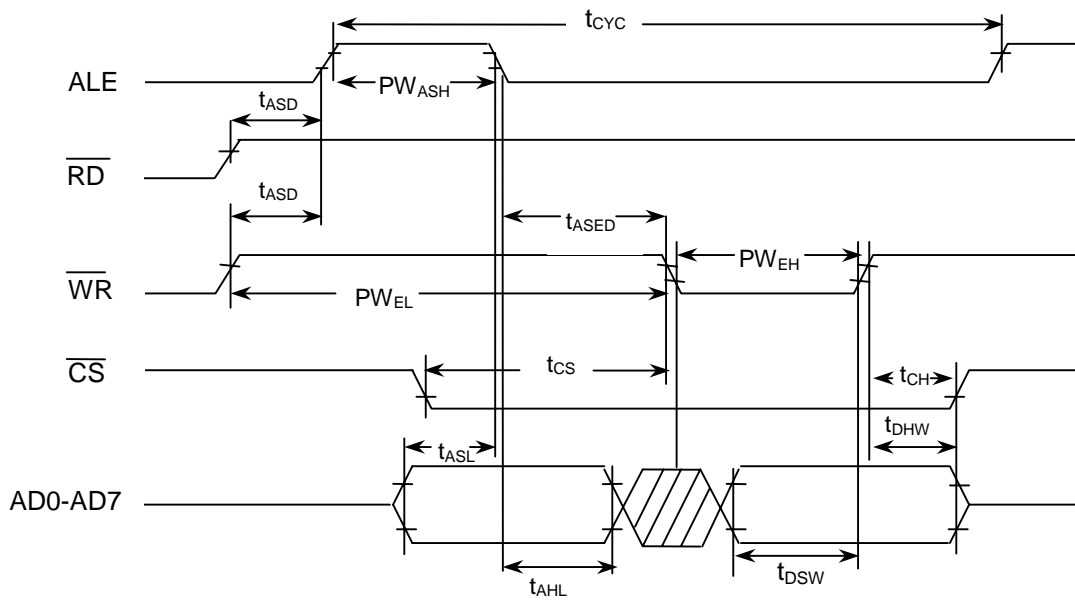 tCYC
ALE
PWASH
tASD
RD
tASD
tASED
PWEH
WR
PWEL
CS
tCS
tCH
tDHW
tASL
AD0-AD7
tDSW
tAHL